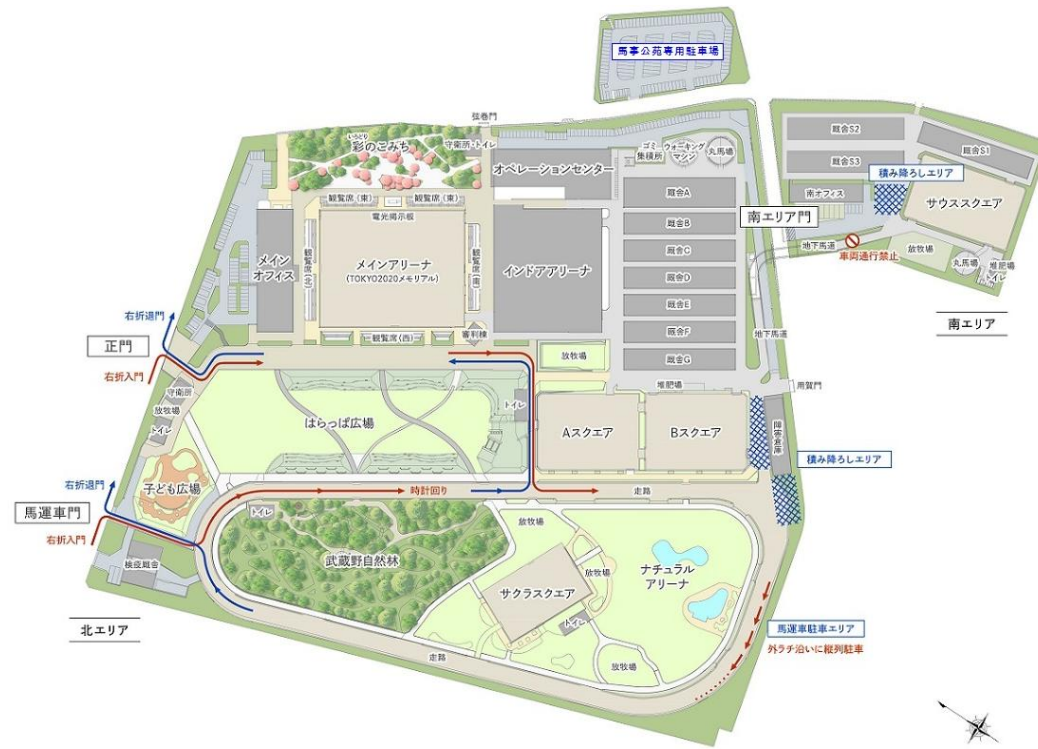 馬事公苑専用駐車場
弦巻門
いろどり
彩のこみち
守衛所・トイレ
オペレーションセンター
ゴミ
集積所
ウォーキング
マシン
丸馬場
厩舎S2
厩舎S1
厩舎S3
積み降ろしエリア
南オフィス
サウススクエア
南エリア門
地下馬道
車両通行禁止
放牧場
丸馬場
堆肥場
トイレ
南エリア
観覧席(東)
観覧席(東)
電光掲示板
メイン
オフィス
観覧席(北)
メインアリーナ
(TOKYO2020メモリアル)
観覧席(南)
インドアアリーナ
厩舎A
厩舎B
厩舎C
厩舎D
厩舎E
厩舎F
厩舎G
地下馬道
観覧席(西)
審判棟
放牧場
堆肥場
用賀門
右折退門
正門
右折入門
守衛所
放牧場
トイレ
はらっぱ広場
トイレ
Aスクエア
Bスクエア
障害倉庫
積み降ろしエリア
子ども広場
右折退門
馬運車門
右折入門
時計回り
走路
検疫厩舎
トイレ
武蔵野自然林
放牧場
サクラスクエア
放牧場
トイレ
ナチュラル
アリーナ
放牧場
走路
北エリア
馬運車駐車エリア
外ラチ沿いに縦列駐車